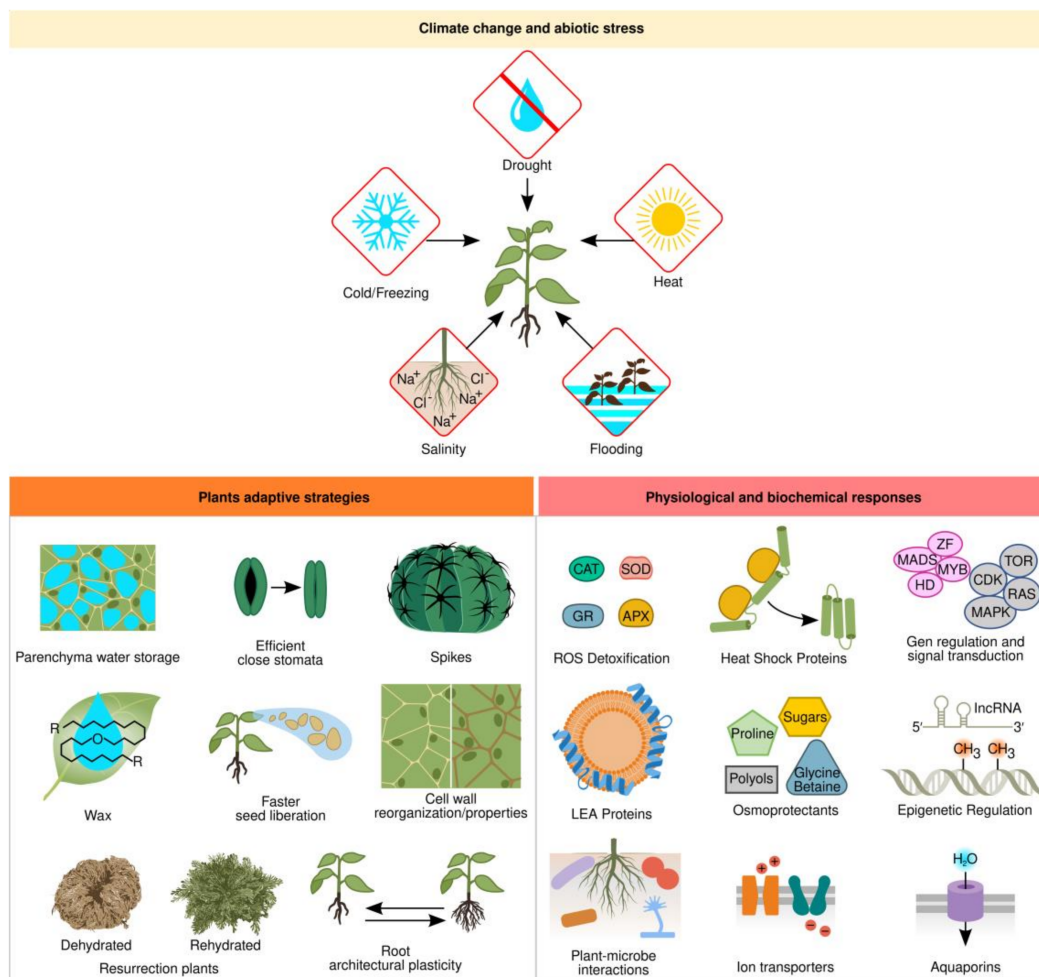 Climate change and abiotic stress
Drought
Cold/Freezing
Heat
Na⁺
Cl⁻
Cl⁻
Na⁺
Na⁺
Salinity
Flooding
Plants adaptive strategies
Parenchyma water storage
Efficient
close stomata
Spikes
R
O
R
Wax
Faster
seed liberation
Cell wall
reorganization/properties
Dehydrated
Rehydrated
Resurrection plants
Root
architectural plasticity
Physiological and biochemical responses
CAT
SOD
GR
APX
ROS Detoxification
Heat Shock Proteins
ZF
MADS
MYB
HD
TOR
CDK
RAS
MAPK
Gen regulation and
signal transduction
LEA Proteins
Proline
Sugars
Polyols
Glycine
Betaine
Osmoprotectants
lncRNA
5′
3′
CH₃
CH₃
Epigenetic Regulation
Plant-microbe
interactions
+ +
− −
Ion transporters
H₂O
Aquaporins